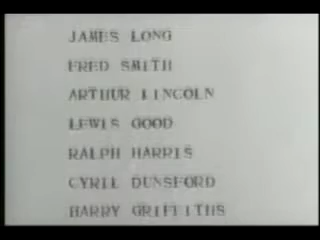 JAMES LONG
FRED SMITH
ARTHUR LINCOLN
LEWIS GOOD
RALPH HARRIS
CYRIL DUNSFORD
HARRY GRIFFITHS